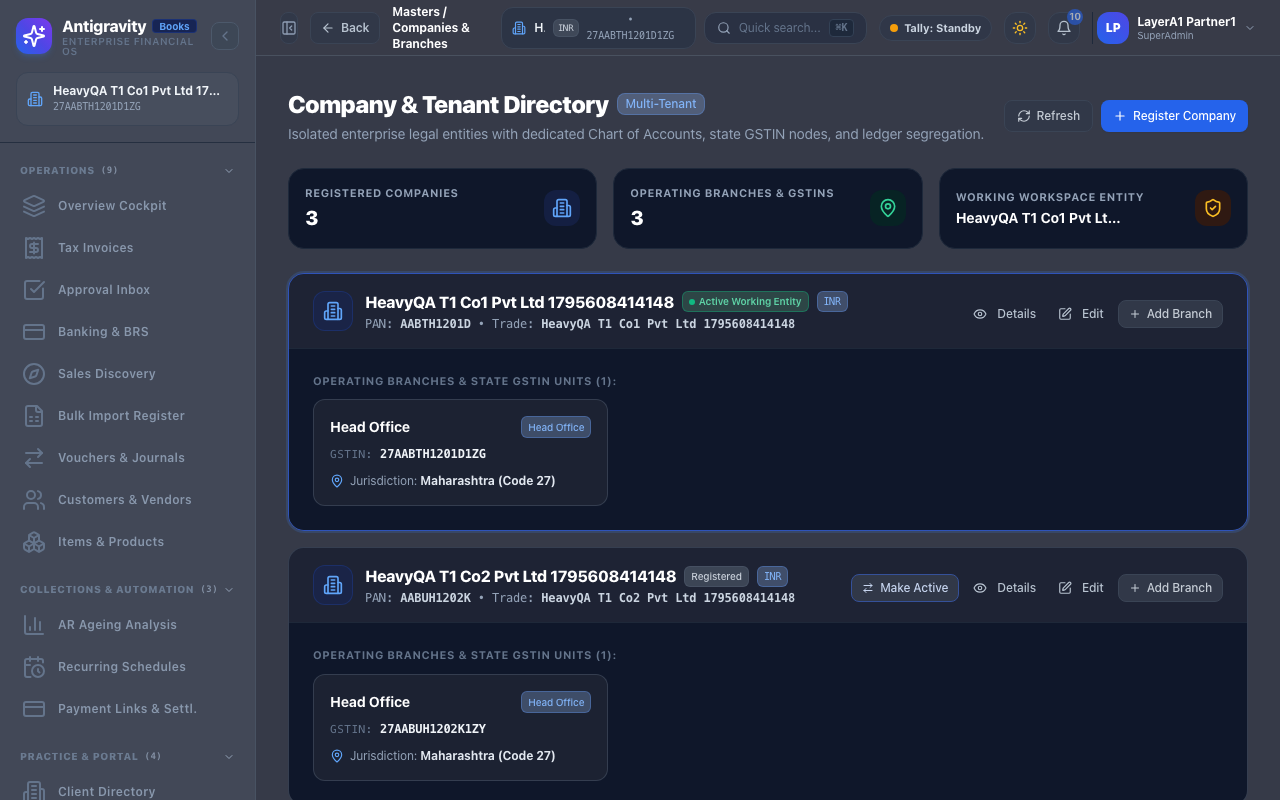 Antigravity Books
ENTERPRISE FINANCIAL OS
HeavyQA T1 Co1 Pvt Ltd 17...
27AABTH1201D1ZG
OPERATIONS (9)
Overview Cockpit
Tax Invoices
Approval Inbox
Banking & BRS
Sales Discovery
Bulk Import Register
Vouchers & Journals
Customers & Vendors
Items & Products
COLLECTIONS & AUTOMATION (3)
AR Ageing Analysis
Recurring Schedules
Payment Links & Settl.
PRACTICE & PORTAL (4)
Client Directory
Back
Masters / Companies & Branches
H. INR • 27AABTH1201D1ZG
Quick search... ⌘K
Tally: Standby
10
LP
LayerA1 Partner1
SuperAdmin
Company & Tenant Directory Multi-Tenant
Isolated enterprise legal entities with dedicated Chart of Accounts, state GSTIN nodes, and ledger segregation.
Refresh
Register Company
REGISTERED COMPANIES
3
OPERATING BRANCHES & GSTINS
3
WORKING WORKSPACE ENTITY
HeavyQA T1 Co1 Pvt Lt...
HeavyQA T1 Co1 Pvt Ltd 1795608414148 Active Working Entity INR
PAN: AABTH1201D • Trade: HeavyQA T1 Co1 Pvt Ltd 1795608414148
Details
Edit
Add Branch
OPERATING BRANCHES & STATE GSTIN UNITS (1):
Head Office Head Office
GSTIN: 27AABTH1201D1ZG
Jurisdiction: Maharashtra (Code 27)
HeavyQA T1 Co2 Pvt Ltd 1795608414148 Registered INR
PAN: AABUH1202K • Trade: HeavyQA T1 Co2 Pvt Ltd 1795608414148
Make Active
Details
Edit
Add Branch
OPERATING BRANCHES & STATE GSTIN UNITS (1):
Head Office Head Office
GSTIN: 27AABUH1202K1ZY
Jurisdiction: Maharashtra (Code 27)